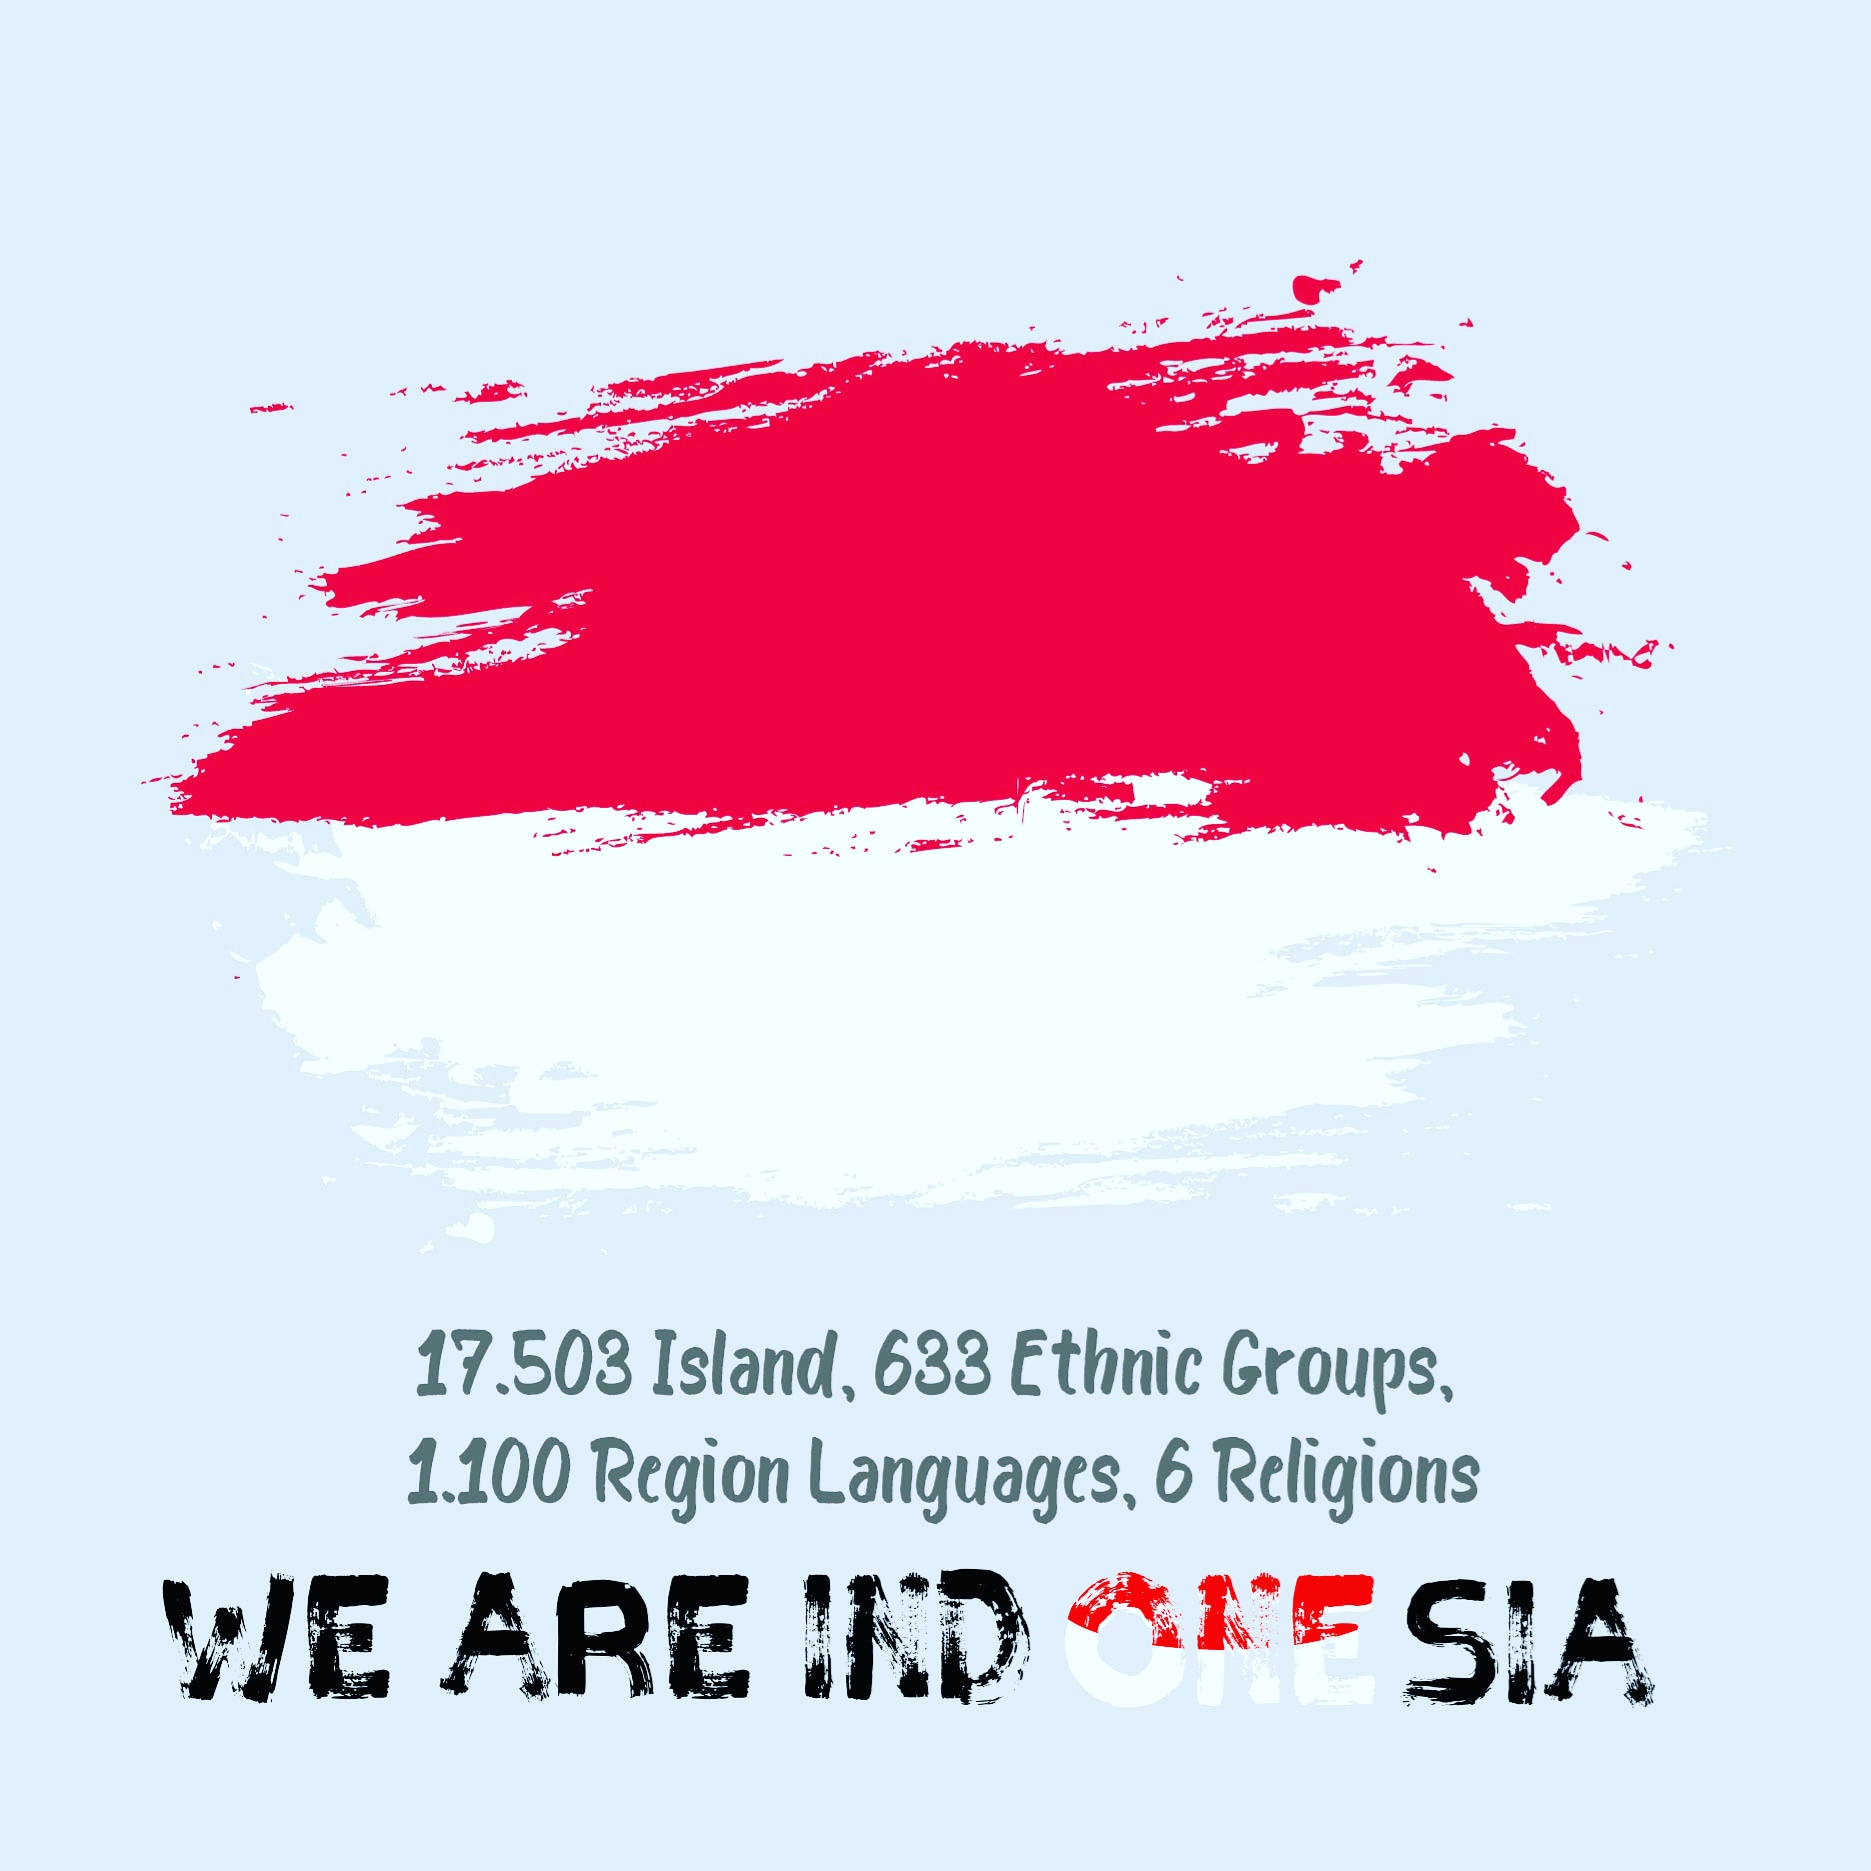 17.503 Island, 633 Ethnic Groups,
1.100 Region Languages, 6 Religions
WE ARE INDONESIA